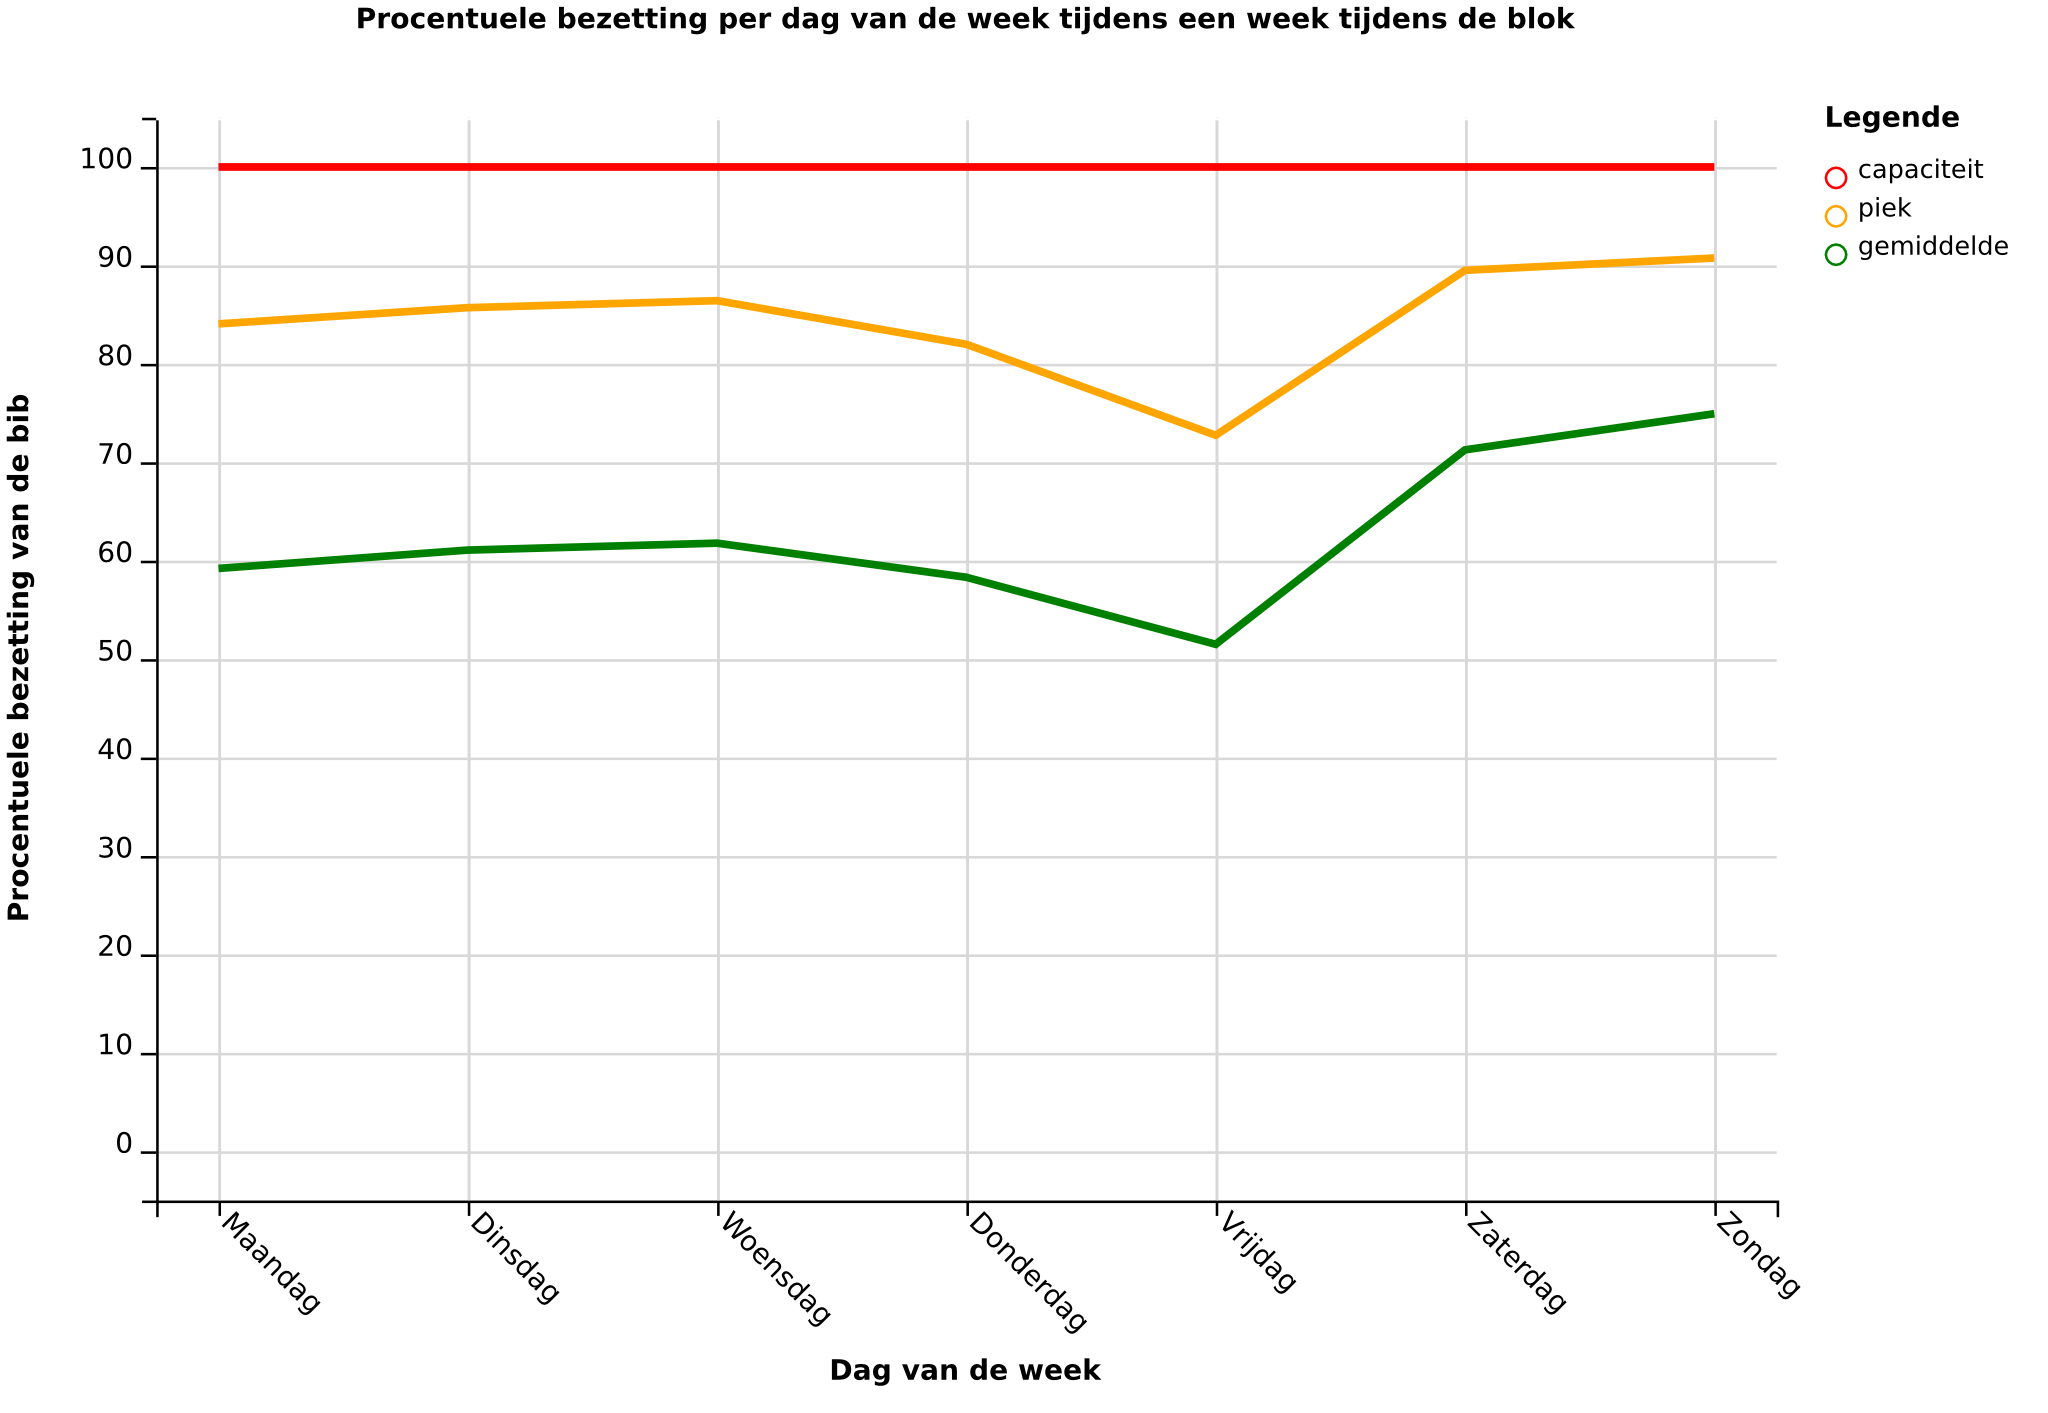 Procentuele bezetting per dag van de week tijdens een week tijdens de blok
Legende
capaciteit
piek
gemiddelde
Procentuele bezetting van de bib
100
90
80
70
60
50
40
30
20
10
0
Maandag
Dinsdag
Woensdag
Donderdag
Vrijdag
Zaterdag
Zondag
Dag van de week